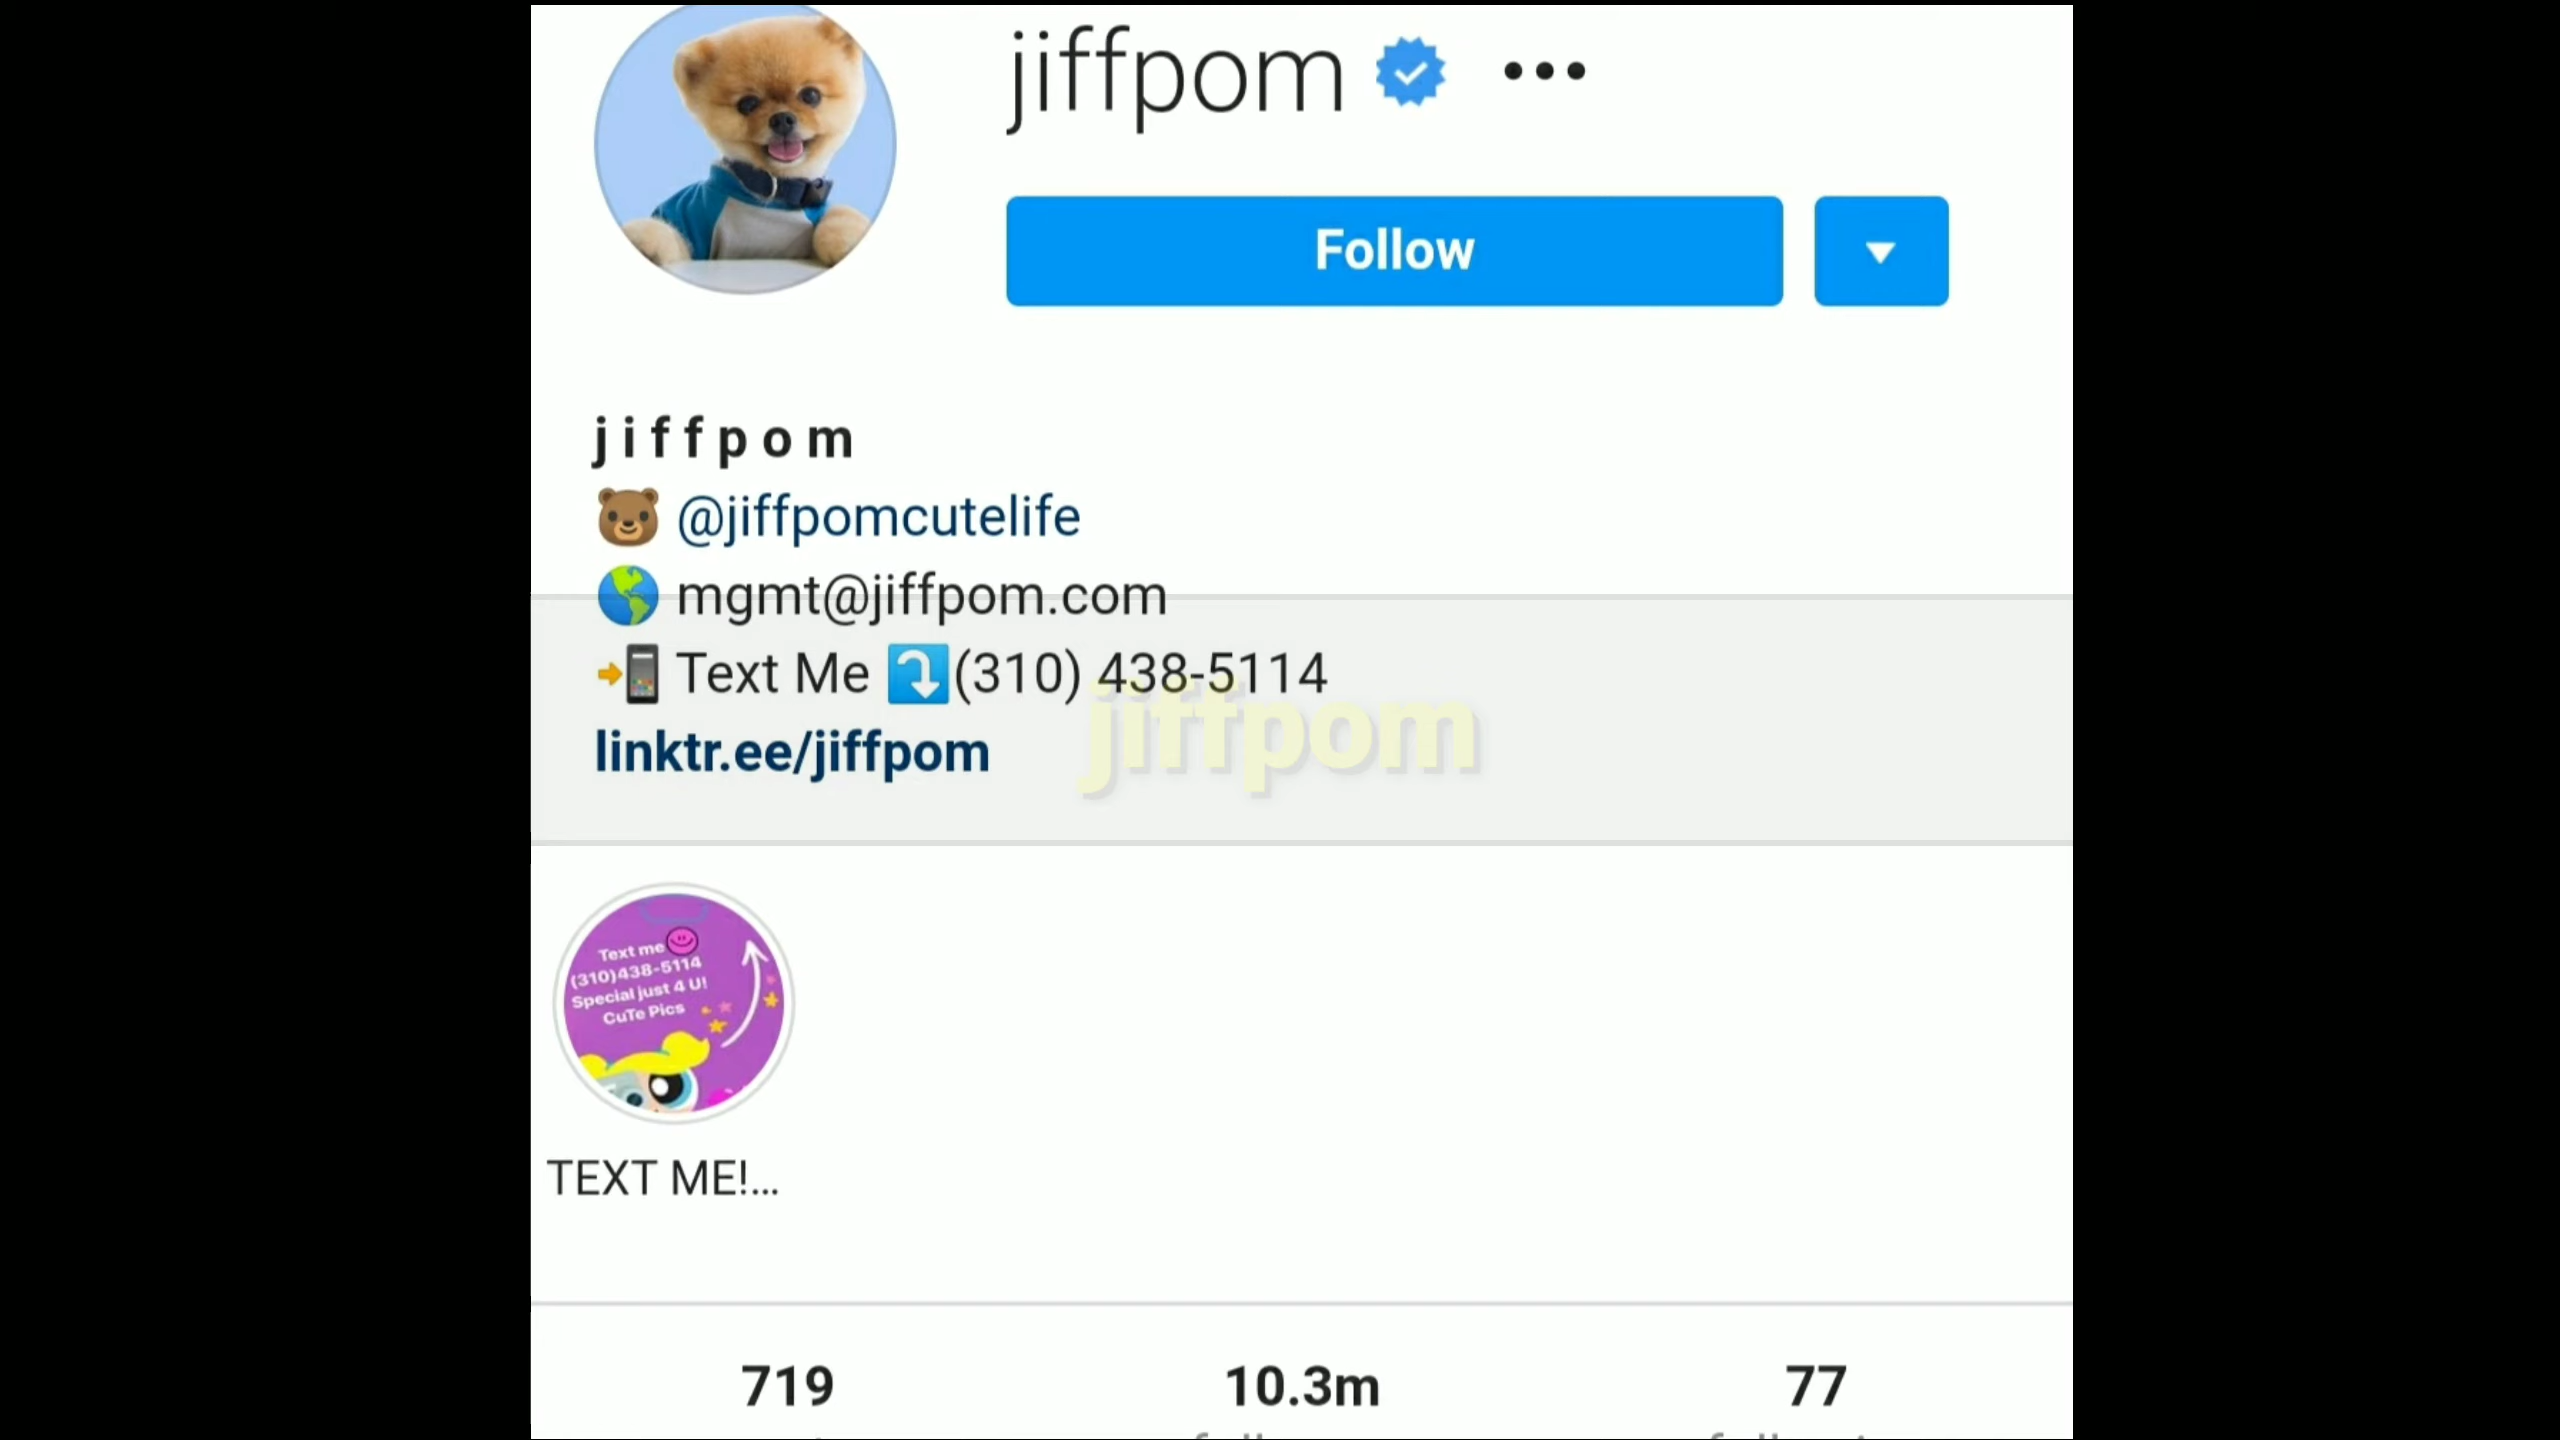 jiffpom
Follow
jiffpom
@jiffpomcutelife
mgmt@jiffpom.com
Text Me (310) 438-5114
linktr.ee/jiffpom
jiffpom
Text me
(310)438-5114
Special just 4 U!
CuTe Pics
TEXT ME!...
719 10.3m 77